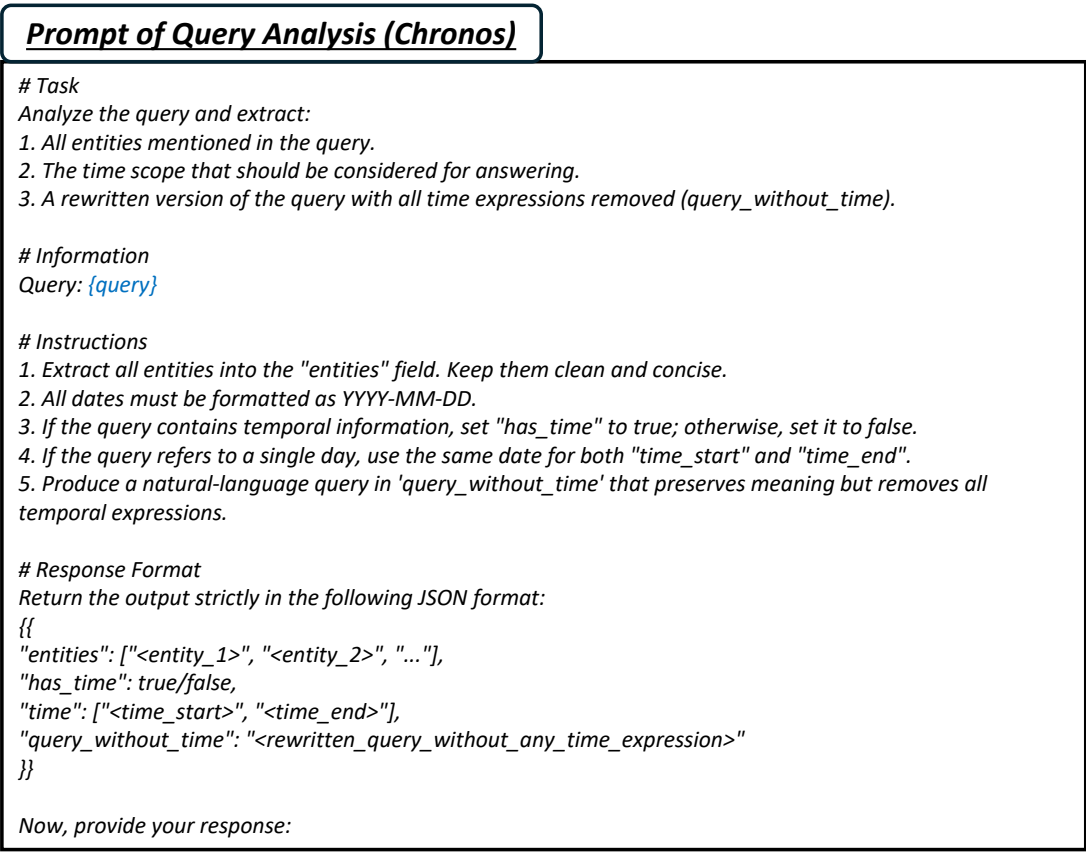 Prompt of Query Analysis (Chronos)
# Task
Analyze the query and extract:
1. All entities mentioned in the query.
2. The time scope that should be considered for answering.
3. A rewritten version of the query with all time expressions removed (query_without_time).
# Information
Query: {query}
# Instructions
1. Extract all entities into the "entities" field. Keep them clean and concise.
2. All dates must be formatted as YYYY-MM-DD.
3. If the query contains temporal information, set "has_time" to true; otherwise, set it to false.
4. If the query refers to a single day, use the same date for both "time_start" and "time_end".
5. Produce a natural-language query in 'query_without_time' that preserves meaning but removes all
temporal expressions.
# Response Format
Return the output strictly in the following JSON format:
{{
"entities": ["<entity_1>", "<entity_2>", "..."],
"has_time": true/false,
"time": ["<time_start>", "<time_end>"],
"query_without_time": "<rewritten_query_without_any_time_expression>"
}}
Now, provide your response: